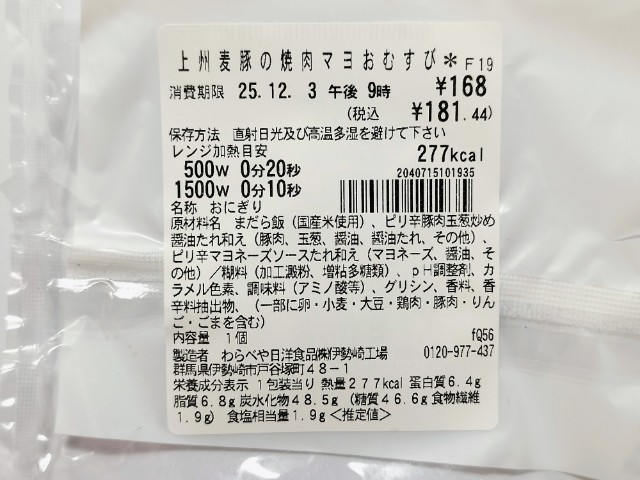 上州麦豚の焼肉マヨおむすび＊F19
消費期限 25.12. 3 午後 9時 ¥168
(税込 ¥181.44)
保存方法 直射日光及び高温多湿を避けて下さい
レンジ加熱目安 277kcal
500W 0分20秒
2040715101935
1500W 0分10秒
名称 おにぎり
原材料名 まだら飯（国産米使用）、ピリ辛豚肉玉葱炒め
醤油たれ和え（豚肉、玉葱、醤油、醤油たれ、その他）、
ピリ辛マヨネーズソースたれ和え（マヨネーズ、醤油、そ
の他）／糊料（加工澱粉、増粘多糖類）、ｐＨ調整剤、カ
ラメル色素、調味料（アミノ酸等）、グリシン、香料、香
辛料抽出物、（一部に卵・小麦・大豆・鶏肉・豚肉・りん
ご・ごまを含む）
内容量 1個 fQ56
製造者 わらべや日洋食品㈱伊勢崎工場 0120-977-437
群馬県伊勢崎市戸谷塚町４８－１
栄養成分表示 １包装当り 熱量２７７kcal 蛋白質６.４g
脂質６.８g 炭水化物４８.５g （糖質４６.６g 食物繊維
１.９g） 食塩相当量１.９g＜推定値＞